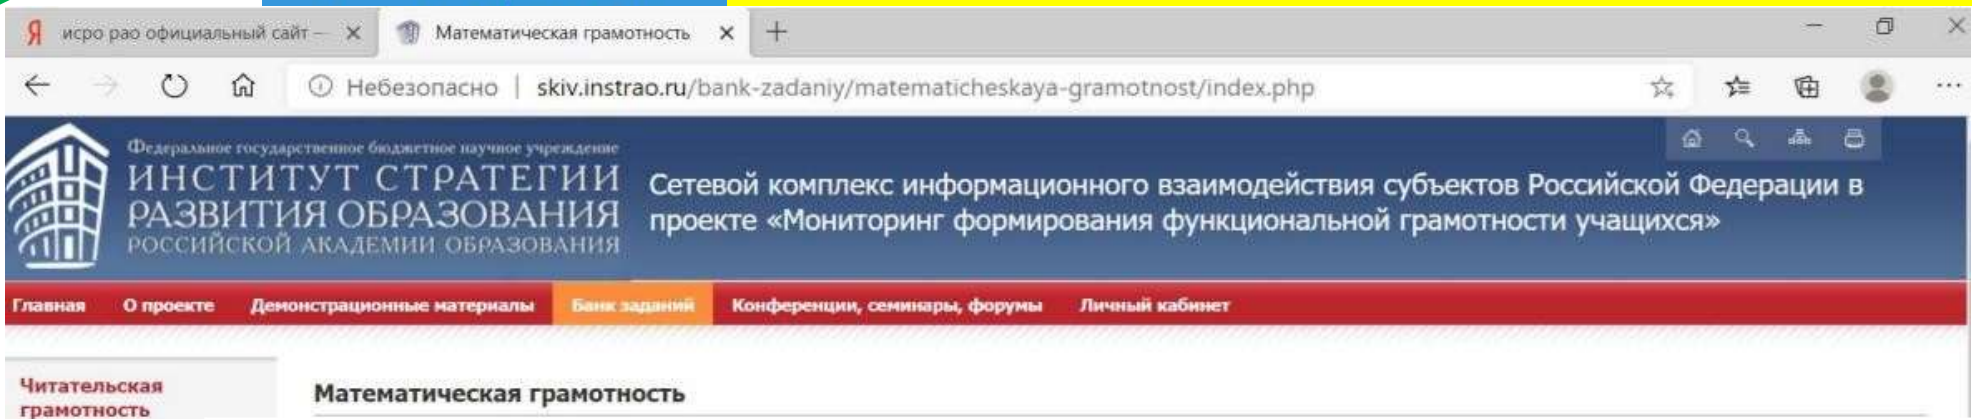 исро рао официальный сайт —
Математическая грамотность
Небезопасно | skiv.instrao.ru/bank-zadaniy/matematicheskaya-gramotnost/index.php
Федеральное государственное бюджетное научное учреждение
ИНСТИТУТ СТРАТЕГИИ
РАЗВИТИЯ ОБРАЗОВАНИЯ
РОССИЙСКОЙ АКАДЕМИИ ОБРАЗОВАНИЯ
Сетевой комплекс информационного взаимодействия субъектов Российской Федерации в
проекте «Мониторинг формирования функциональной грамотности учащихся»
Главная О проекте Демонстрационные материалы Банк заданий Конференции, семинары, форумы Личный кабинет
Читательская
грамотность
Математическая грамотность